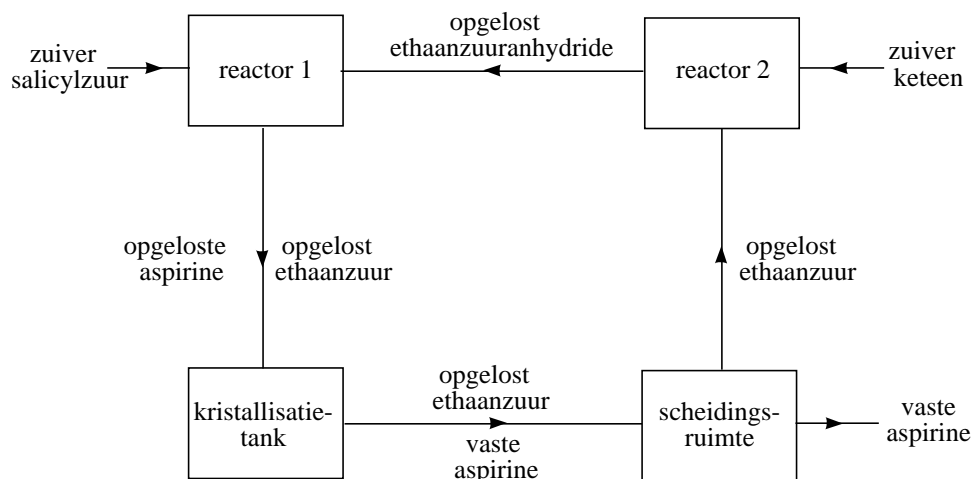 zuiver
salicylzuur
reactor 1
opgelost
ethaanzuuranhydride
reactor 2
zuiver
keteen
opgeloste
aspirine
opgelost
ethaanzuur
opgelost
ethaanzuur
kristallisatie-
tank
opgelost
ethaanzuur
vaste
aspirine
scheidings-
ruimte
vaste
aspirine